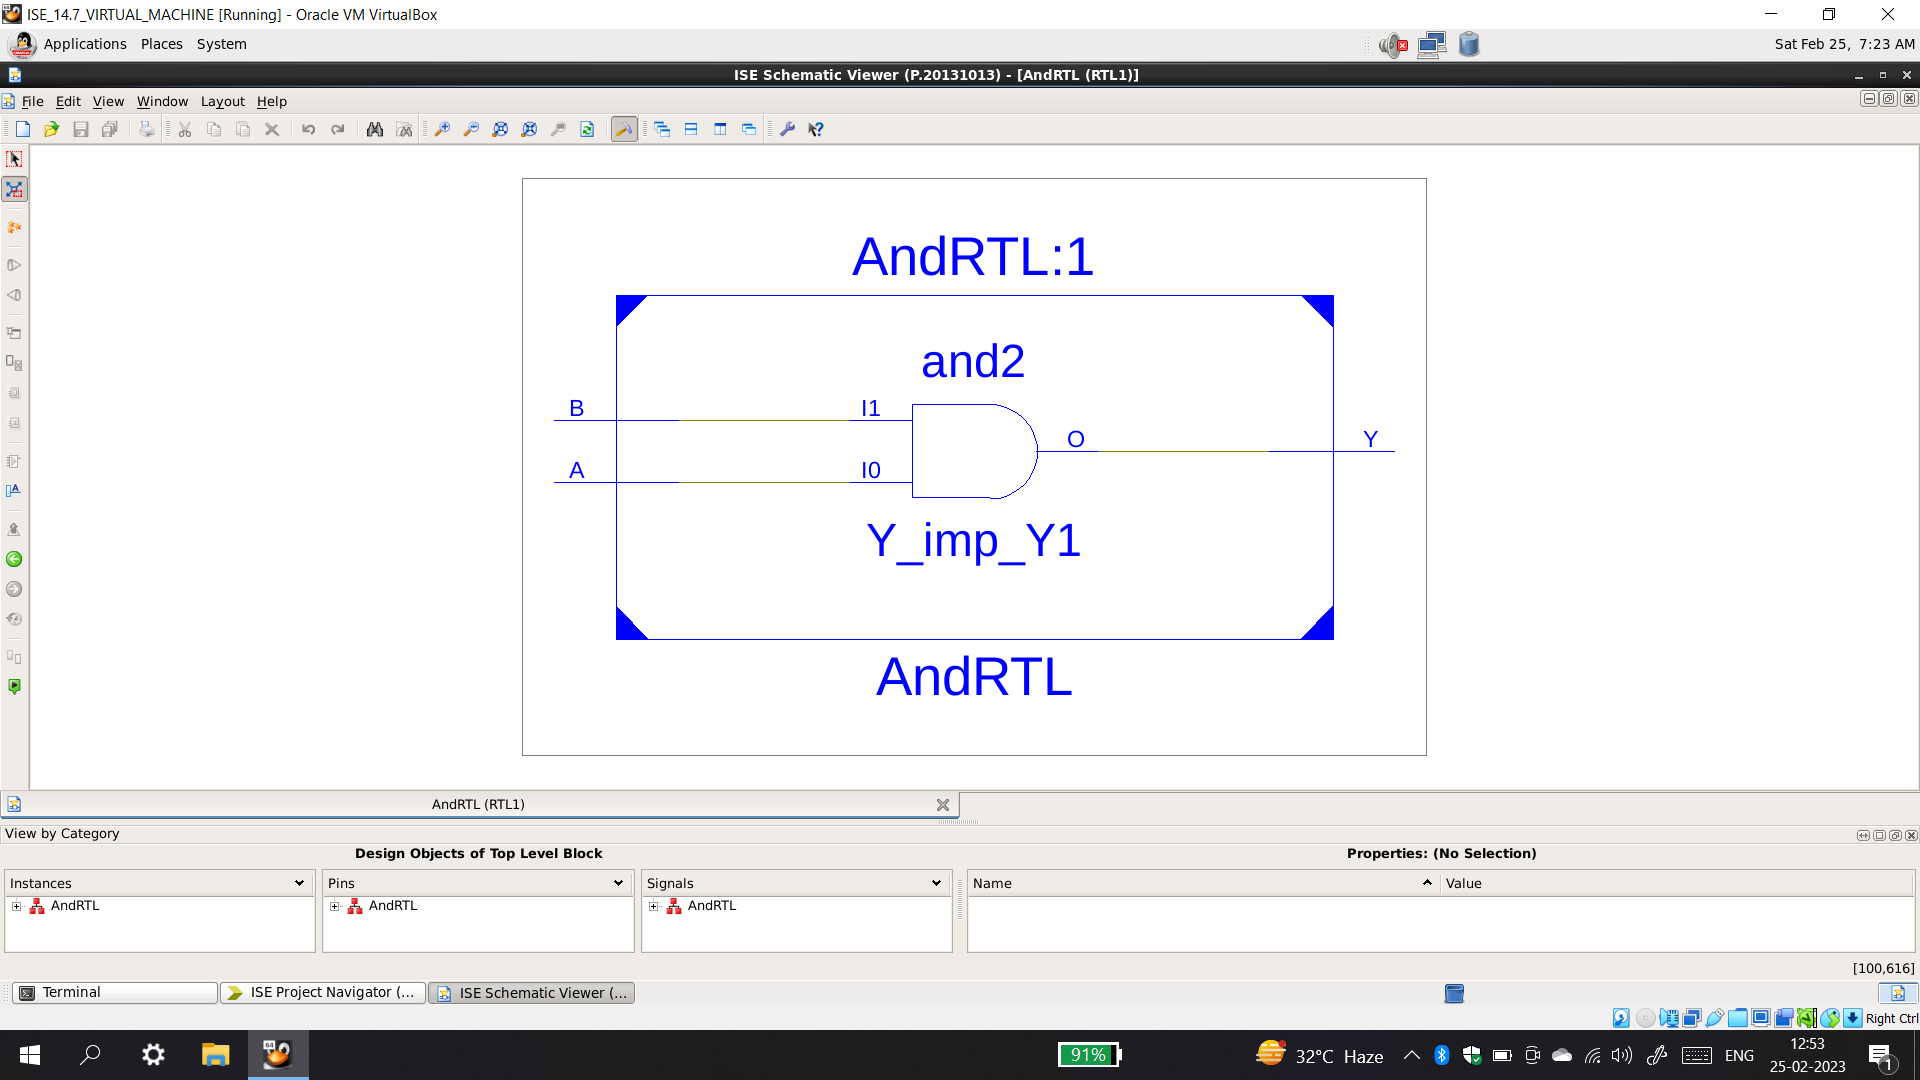 ISE_14.7_VIRTUAL_MACHINE [Running] - Oracle VM VirtualBox
Applications Places System
Sat Feb 25, 7:23 AM
ISE Schematic Viewer (P.20131013) - [AndRTL (RTL1)]
File Edit View Window Layout Help
AndRTL:1
and2
B I1
O Y
A I0
Y_imp_Y1
AndRTL
AndRTL (RTL1)
View by Category
Design Objects of Top Level Block
Properties: (No Selection)
Instances Pins Signals Name Value
AndRTL AndRTL AndRTL
[100,616]
Terminal ISE Project Navigator (... ISE Schematic Viewer (...
Right Ctrl
64
91% 32°C Haze ENG 12:53
25-02-2023
1